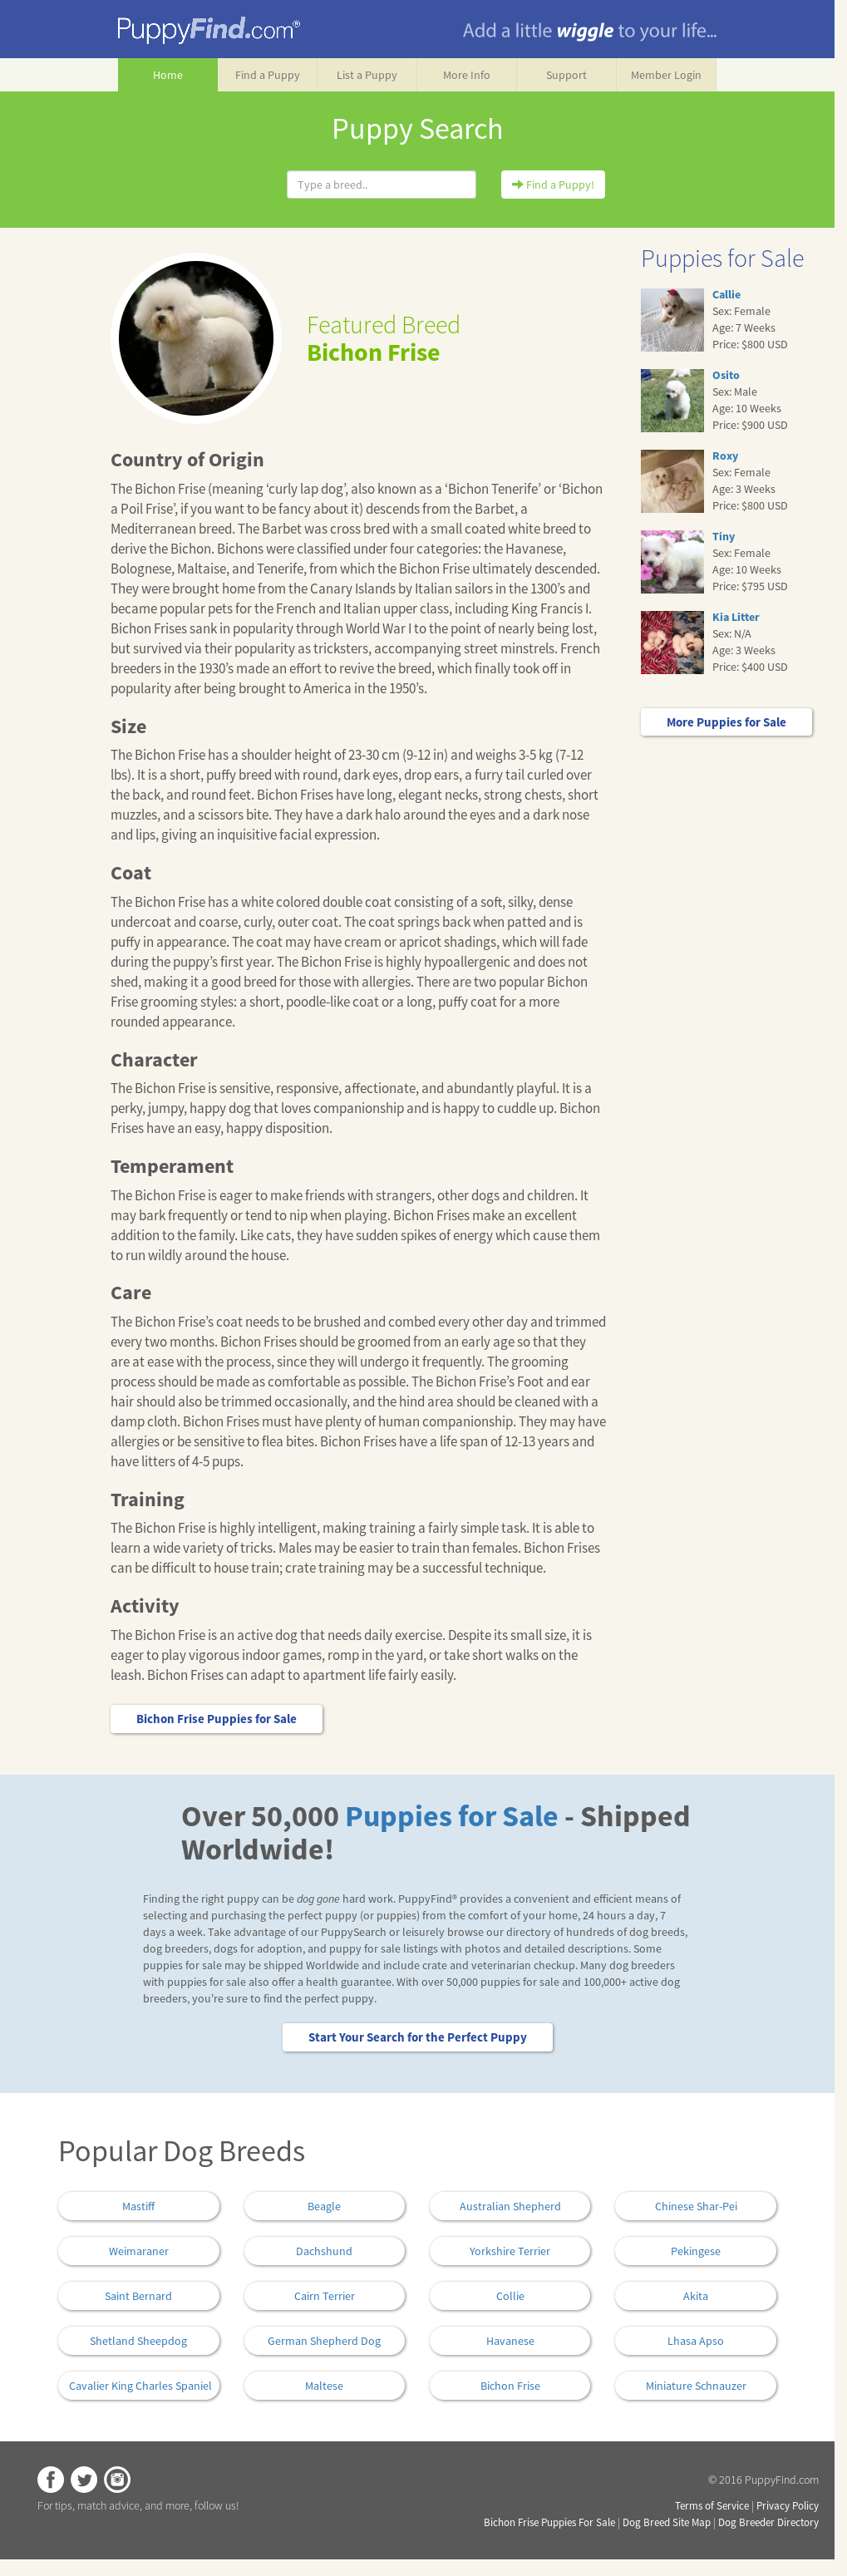 PuppyFind.com®
Add a little wiggle to your life...
Home
Find a Puppy
List a Puppy
More Info
Support
Member Login
Puppy Search
Type a breed..
Find a Puppy!
Featured Breed
Bichon Frise
Country of Origin
The Bichon Frise (meaning ‘curly lap dog’, also known as a ‘Bichon Tenerife’ or ‘Bichon
a Poil Frise’, if you want to be fancy about it) descends from the Barbet, a
Mediterranean breed. The Barbet was cross bred with a small coated white breed to
derive the Bichon. Bichons were classified under four categories: the Havanese,
Bolognese, Maltaise, and Tenerife, from which the Bichon Frise ultimately descended.
They were brought home from the Canary Islands by Italian sailors in the 1300’s and
became popular pets for the French and Italian upper class, including King Francis I.
Bichon Frises sank in popularity through World War I to the point of nearly being lost,
but survived via their popularity as tricksters, accompanying street minstrels. French
breeders in the 1930’s made an effort to revive the breed, which finally took off in
popularity after being brought to America in the 1950’s.
Size
The Bichon Frise has a shoulder height of 23-30 cm (9-12 in) and weighs 3-5 kg (7-12
lbs). It is a short, puffy breed with round, dark eyes, drop ears, a furry tail curled over
the back, and round feet. Bichon Frises have long, elegant necks, strong chests, short
muzzles, and a scissors bite. They have a dark halo around the eyes and a dark nose
and lips, giving an inquisitive facial expression.
Coat
The Bichon Frise has a white colored double coat consisting of a soft, silky, dense
undercoat and coarse, curly, outer coat. The coat springs back when patted and is
puffy in appearance. The coat may have cream or apricot shadings, which will fade
during the puppy’s first year. The Bichon Frise is highly hypoallergenic and does not
shed, making it a good breed for those with allergies. There are two popular Bichon
Frise grooming styles: a short, poodle-like coat or a long, puffy coat for a more
rounded appearance.
Character
The Bichon Frise is sensitive, responsive, affectionate, and abundantly playful. It is a
perky, jumpy, happy dog that loves companionship and is happy to cuddle up. Bichon
Frises have an easy, happy disposition.
Temperament
The Bichon Frise is eager to make friends with strangers, other dogs and children. It
may bark frequently or tend to nip when playing. Bichon Frises make an excellent
addition to the family. Like cats, they have sudden spikes of energy which cause them
to run wildly around the house.
Care
The Bichon Frise’s coat needs to be brushed and combed every other day and trimmed
every two months. Bichon Frises should be groomed from an early age so that they
are at ease with the process, since they will undergo it frequently. The grooming
process should be made as comfortable as possible. The Bichon Frise’s Foot and ear
hair should also be trimmed occasionally, and the hind area should be cleaned with a
damp cloth. Bichon Frises must have plenty of human companionship. They may have
allergies or be sensitive to flea bites. Bichon Frises have a life span of 12-13 years and
have litters of 4-5 pups.
Training
The Bichon Frise is highly intelligent, making training a fairly simple task. It is able to
learn a wide variety of tricks. Males may be easier to train than females. Bichon Frises
can be difficult to house train; crate training may be a successful technique.
Activity
The Bichon Frise is an active dog that needs daily exercise. Despite its small size, it is
eager to play vigorous indoor games, romp in the yard, or take short walks on the
leash. Bichon Frises can adapt to apartment life fairly easily.
Bichon Frise Puppies for Sale
Puppies for Sale
Callie
Sex: Female
Age: 7 Weeks
Price: $800 USD
Osito
Sex: Male
Age: 10 Weeks
Price: $900 USD
Roxy
Sex: Female
Age: 3 Weeks
Price: $800 USD
Tiny
Sex: Female
Age: 10 Weeks
Price: $795 USD
Kia Litter
Sex: N/A
Age: 3 Weeks
Price: $400 USD
More Puppies for Sale
Over 50,000 Puppies for Sale - Shipped
Worldwide!
Finding the right puppy can be dog gone hard work. PuppyFind® provides a convenient and efficient means of
selecting and purchasing the perfect puppy (or puppies) from the comfort of your home, 24 hours a day, 7
days a week. Take advantage of our PuppySearch or leisurely browse our directory of hundreds of dog breeds,
dog breeders, dogs for adoption, and puppy for sale listings with photos and detailed descriptions. Some
puppies for sale may be shipped Worldwide and include crate and veterinarian checkup. Many dog breeders
with puppies for sale also offer a health guarantee. With over 50,000 puppies for sale and 100,000+ active dog
breeders, you’re sure to find the perfect puppy.
Start Your Search for the Perfect Puppy
Popular Dog Breeds
Mastiff
Beagle
Australian Shepherd
Chinese Shar-Pei
Weimaraner
Dachshund
Yorkshire Terrier
Pekingese
Saint Bernard
Cairn Terrier
Collie
Akita
Shetland Sheepdog
German Shepherd Dog
Havanese
Lhasa Apso
Cavalier King Charles Spaniel
Maltese
Bichon Frise
Miniature Schnauzer
For tips, match advice, and more, follow us!
© 2016 PuppyFind.com
Terms of Service | Privacy Policy
Bichon Frise Puppies For Sale | Dog Breed Site Map | Dog Breeder Directory